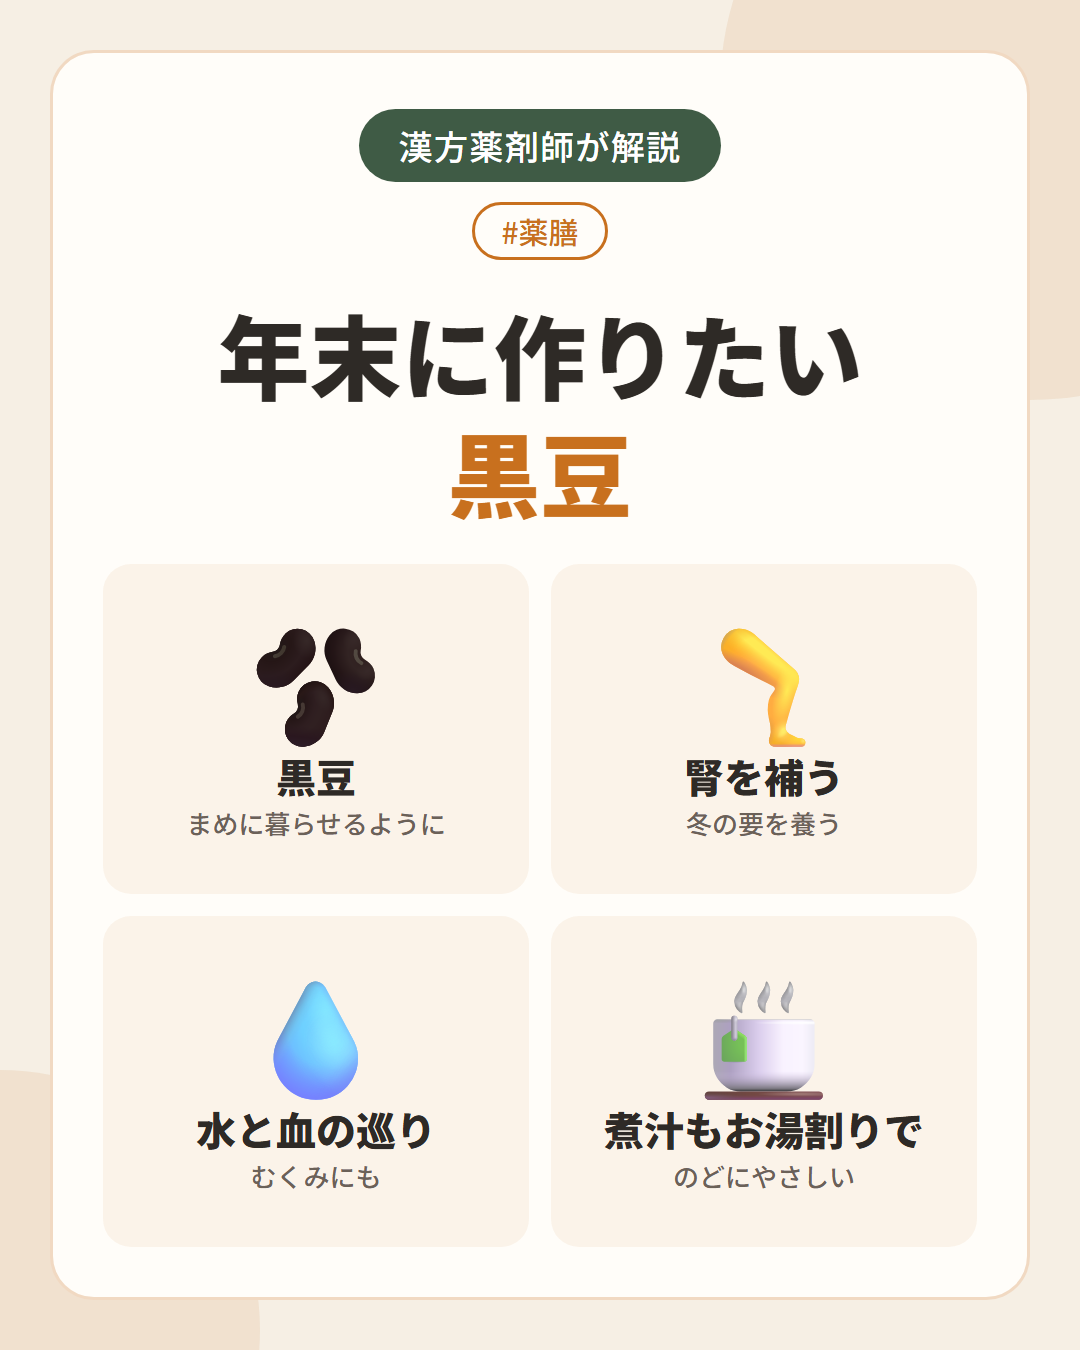 漢方薬剤師が解説
#薬膳
年末に作りたい
黒豆
黒豆
まめに暮らせるように
腎を補う
冬の要を養う
水と血の巡り
むくみにも
煮汁もお湯割りで
のどにやさしい